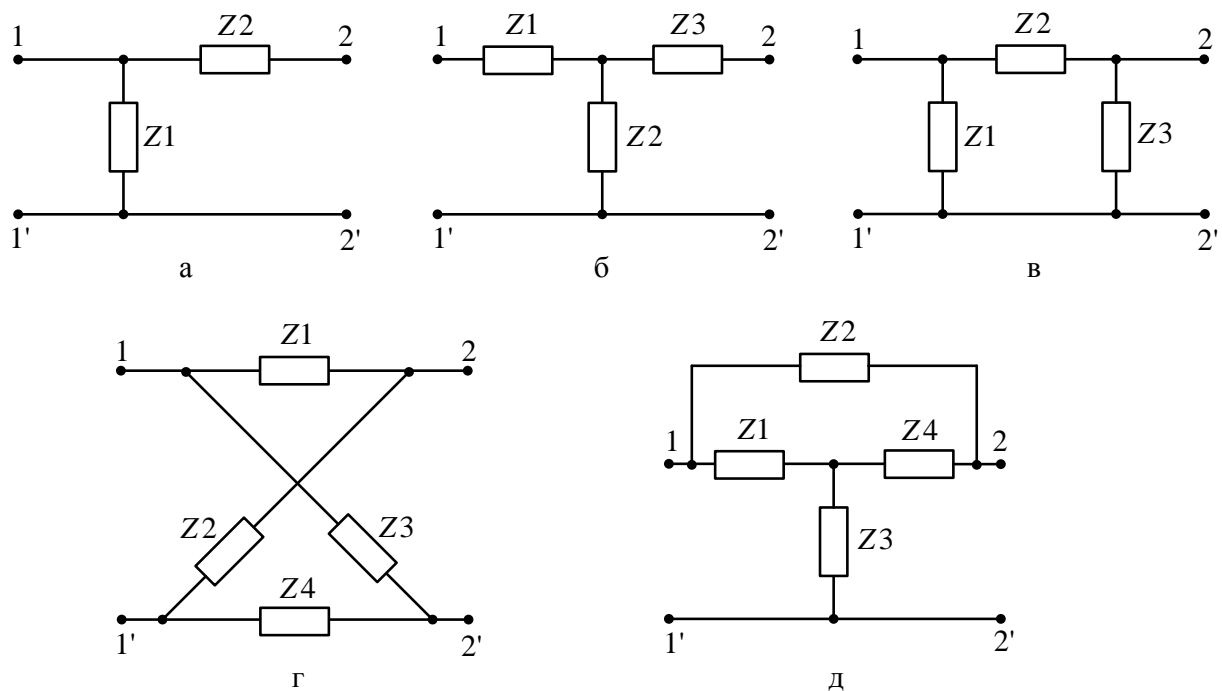 1 Z2 2
Z1
1' 2'
а
1 Z1 Z3 2
Z2
1' 2'
б
1 Z2 2
Z1 Z3
1' 2'
в
1 Z1 2
Z2 Z3
Z4
1' 2'
г
Z2
1 Z1 Z4 2
Z3
1' 2'
д